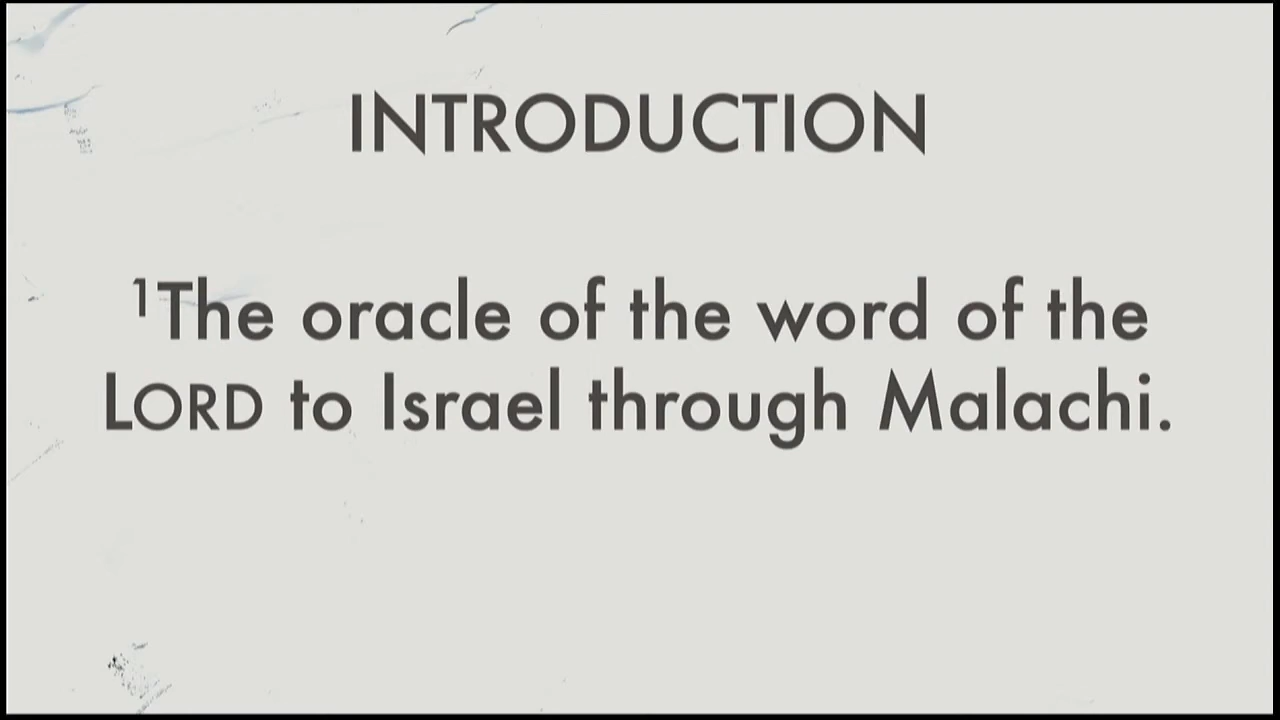 INTRODUCTION
¹The oracle of the word of the
LORD to Israel through Malachi.